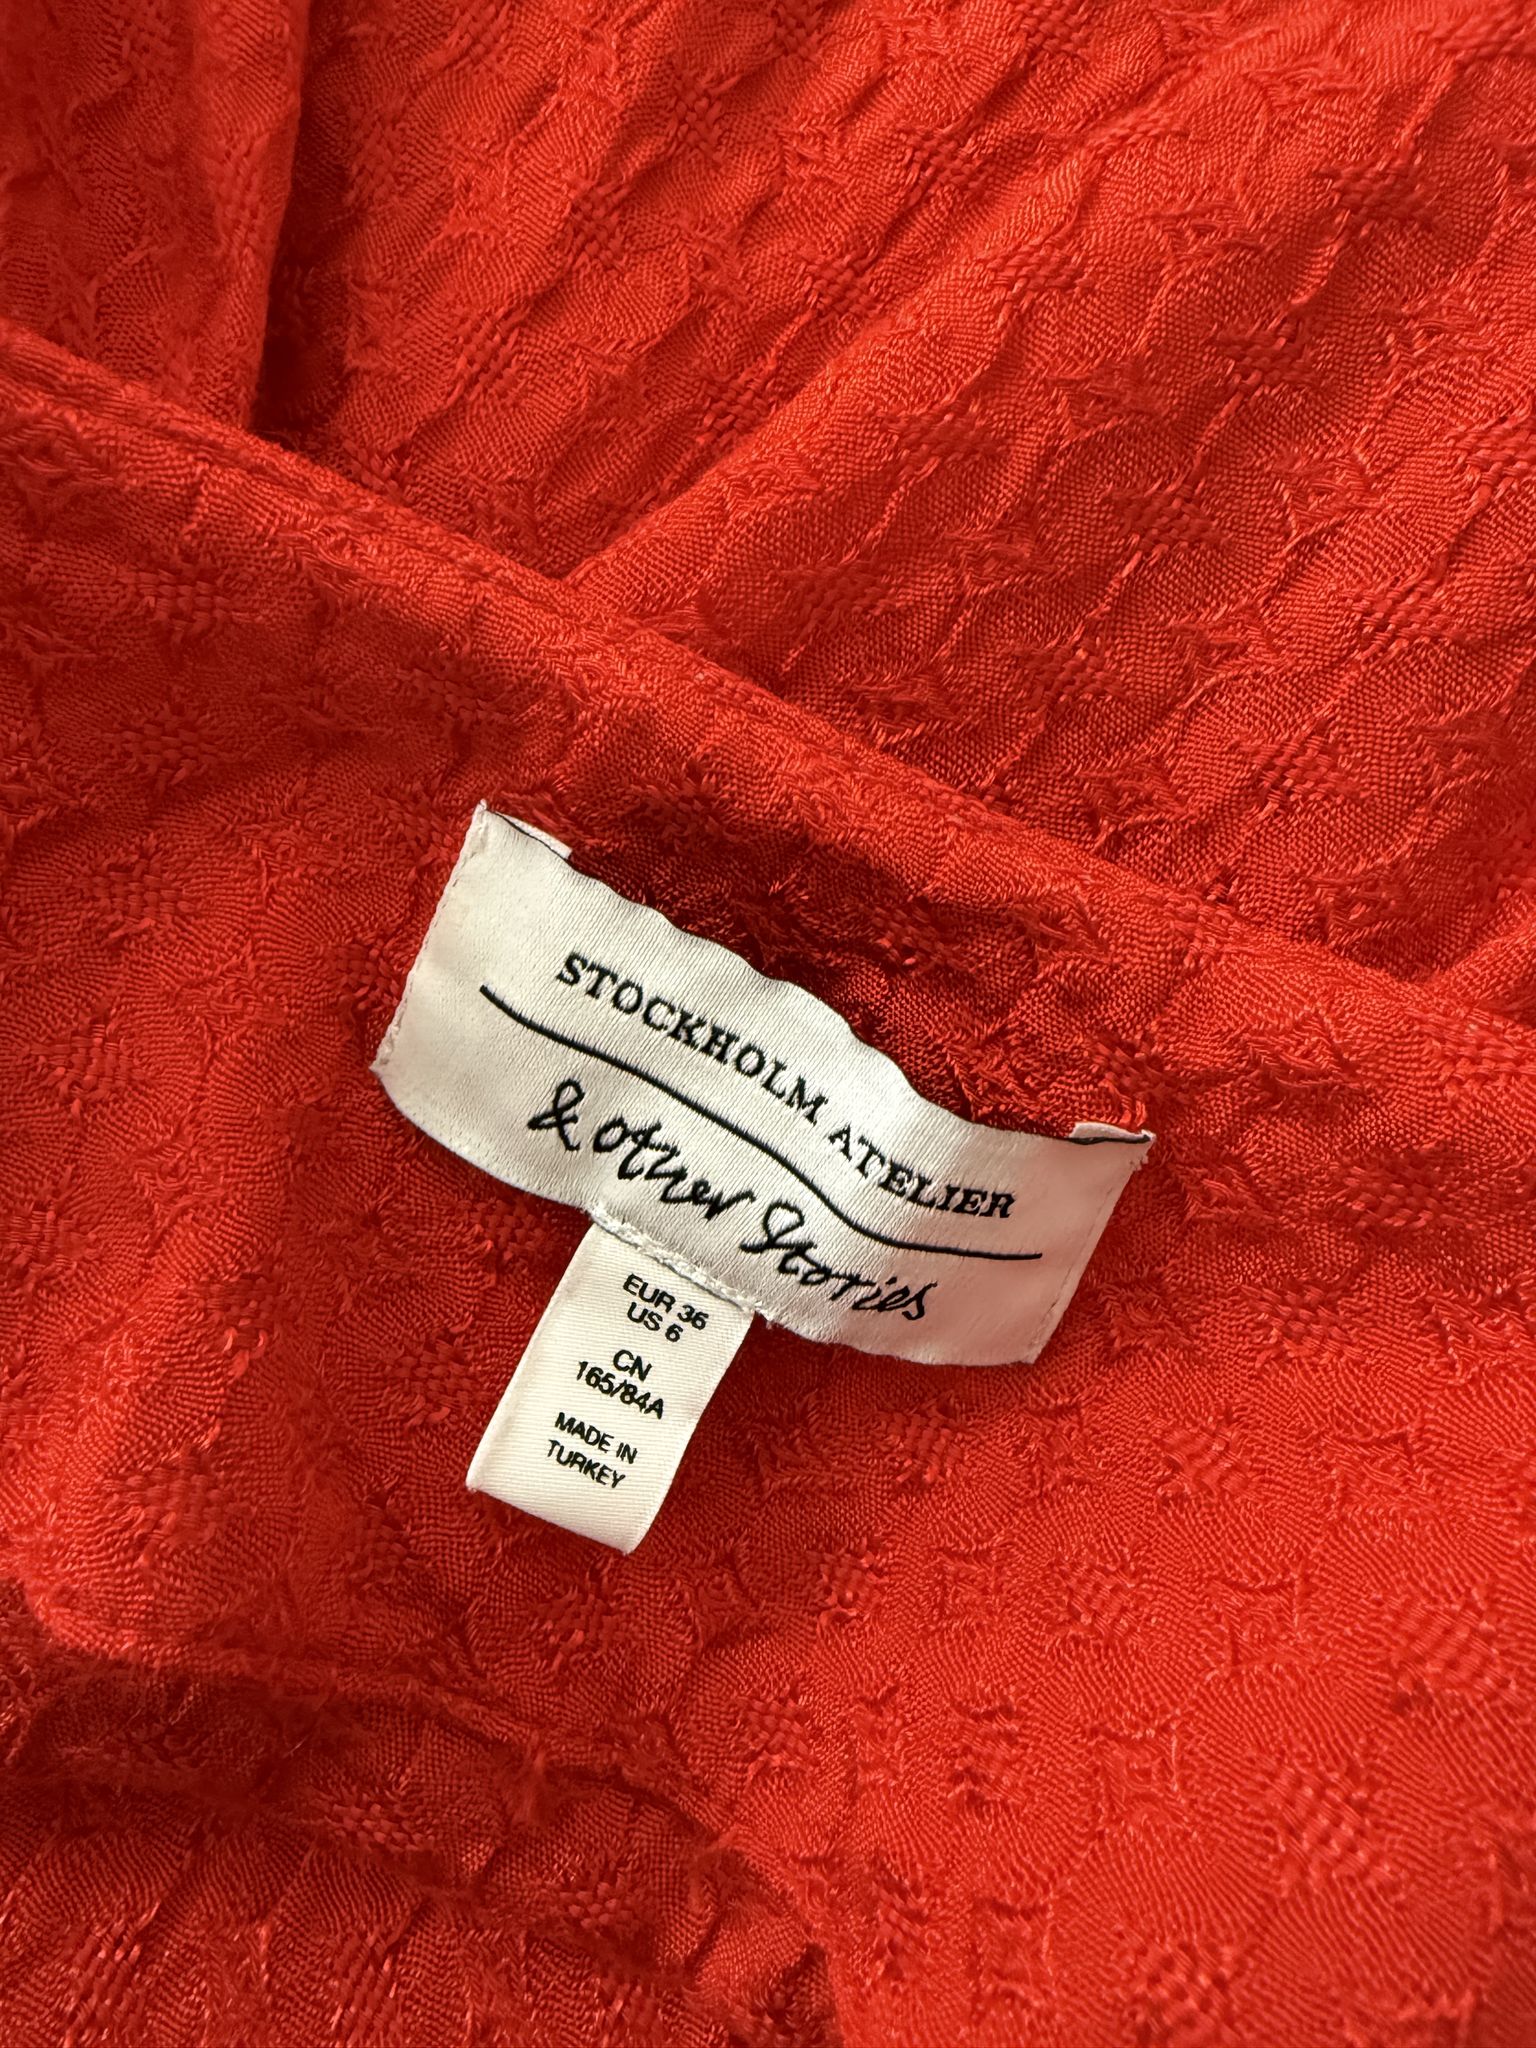 STOCKHOLM ATELIER
& other Stories
EUR 36
US 6
CN
165/84A
MADE IN
TURKEY